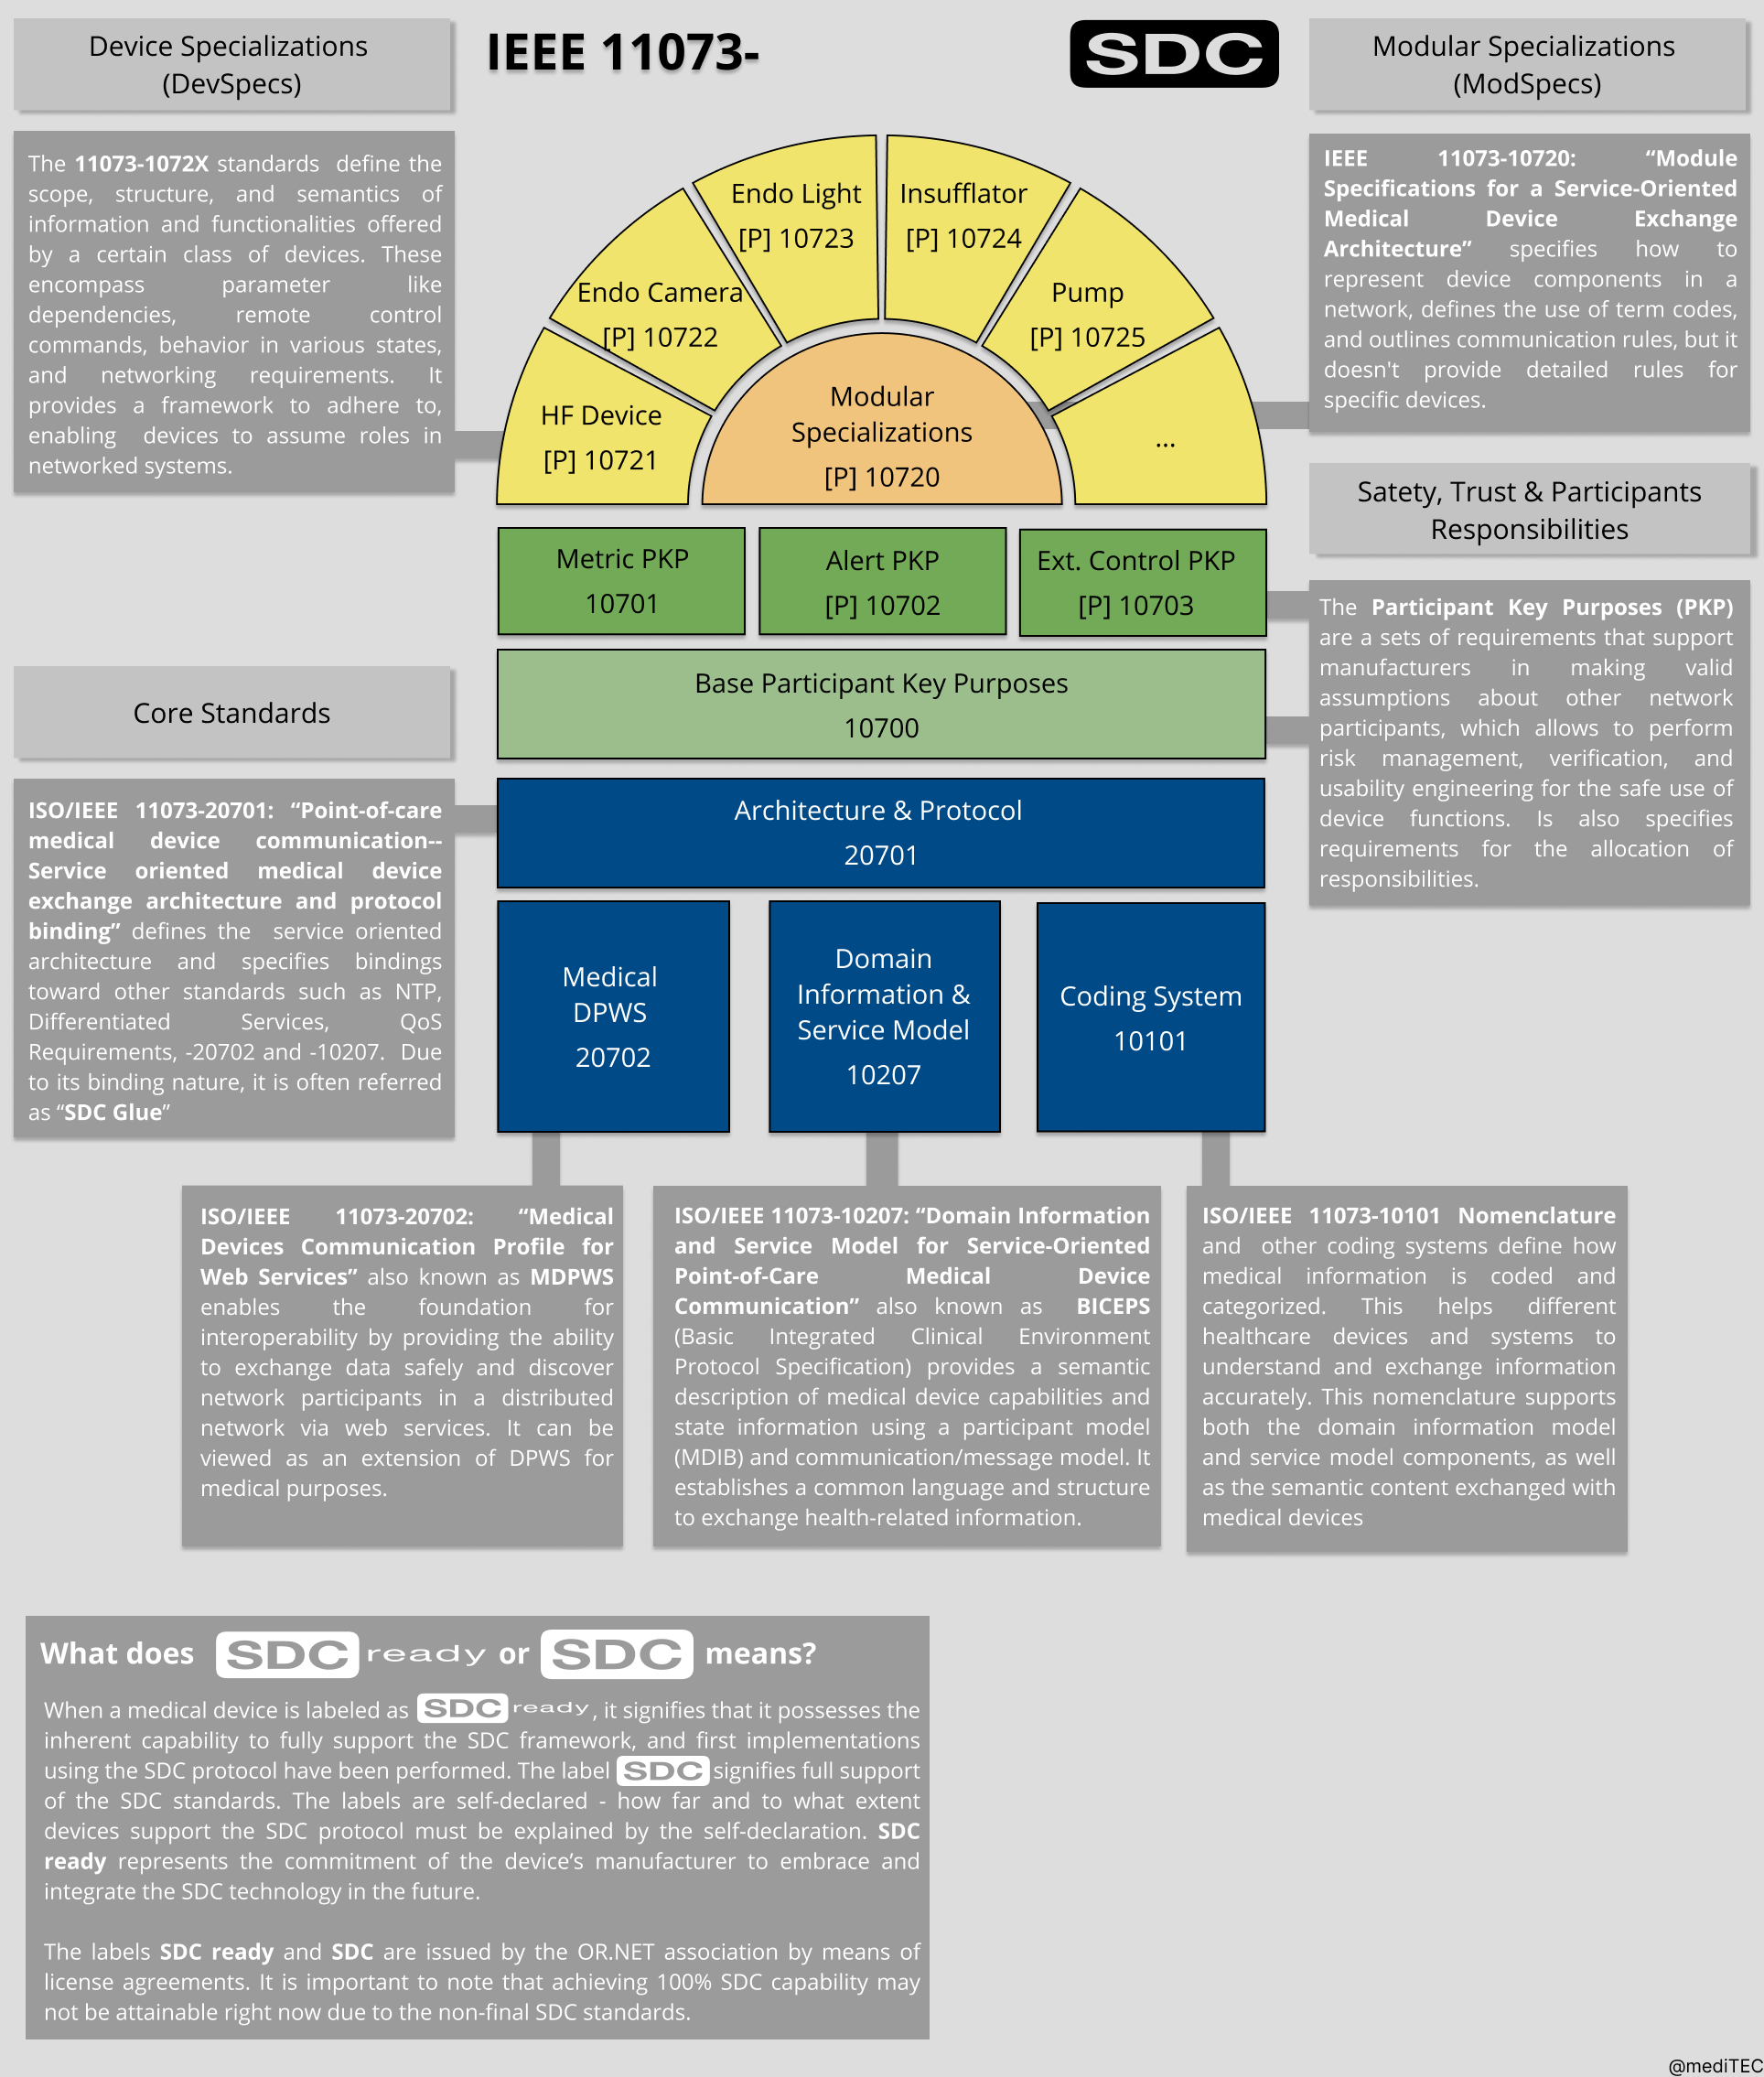 Device Specializations
(DevSpecs)
IEEE 11073-
SDC
Modular Specializations
(ModSpecs)
The 11073-1072X standards define the
scope, structure, and semantics of
information and functionalities offered
by a certain class of devices. These
encompass parameter like
dependencies, remote control
commands, behavior in various states,
and networking requirements. It
provides a framework to adhere to,
enabling devices to assume roles in
networked systems.
IEEE 11073-10720: “Module
Specifications for a Service-Oriented
Medical Device Exchange
Architecture” specifies how to
represent device components in a
network, defines the use of term codes,
and outlines communication rules, but it
doesn't provide detailed rules for
specific devices.
Endo Light
[P] 10723
Insufflator
[P] 10724
Endo Camera
[P] 10722
Pump
[P] 10725
HF Device
[P] 10721
Modular
Specializations
[P] 10720
...
Satety, Trust & Participants
Responsibilities
Metric PKP
10701
Alert PKP
[P] 10702
Ext. Control PKP
[P] 10703
The Participant Key Purposes (PKP)
are a sets of requirements that support
manufacturers in making valid
assumptions about other network
participants, which allows to perform
risk management, verification, and
usability engineering for the safe use of
device functions. Is also specifies
requirements for the allocation of
responsibilities.
Base Participant Key Purposes
10700
Core Standards
ISO/IEEE 11073-20701: “Point-of-care
medical device communication--
Service oriented medical device
exchange architecture and protocol
binding” defines the service oriented
architecture and specifies bindings
toward other standards such as NTP,
Differentiated Services, QoS
Requirements, -20702 and -10207. Due
to its binding nature, it is often referred
as “SDC Glue”
Architecture & Protocol
20701
Medical
DPWS
20702
Domain
Information &
Service Model
10207
Coding System
10101
ISO/IEEE 11073-20702: “Medical
Devices Communication Profile for
Web Services” also known as MDPWS
enables the foundation for
interoperability by providing the ability
to exchange data safely and discover
network participants in a distributed
network via web services. It can be
viewed as an extension of DPWS for
medical purposes.
ISO/IEEE 11073-10207: “Domain Information
and Service Model for Service-Oriented
Point-of-Care Medical Device
Communication” also known as BICEPS
(Basic Integrated Clinical Environment
Protocol Specification) provides a semantic
description of medical device capabilities and
state information using a participant model
(MDIB) and communication/message model. It
establishes a common language and structure
to exchange health-related information.
ISO/IEEE 11073-10101 Nomenclature
and other coding systems define how
medical information is coded and
categorized. This helps different
healthcare devices and systems to
understand and exchange information
accurately. This nomenclature supports
both the domain information model
and service model components, as well
as the semantic content exchanged with
medical devices
What does SDC ready or SDC means?
When a medical device is labeled as SDC ready, it signifies that it possesses the
inherent capability to fully support the SDC framework, and first implementations
using the SDC protocol have been performed. The label SDC signifies full support
of the SDC standards. The labels are self-declared - how far and to what extent
devices support the SDC protocol must be explained by the self-declaration. SDC
ready represents the commitment of the device’s manufacturer to embrace and
integrate the SDC technology in the future.
The labels SDC ready and SDC are issued by the OR.NET association by means of
license agreements. It is important to note that achieving 100% SDC capability may
not be attainable right now due to the non-final SDC standards.
@mediTEC